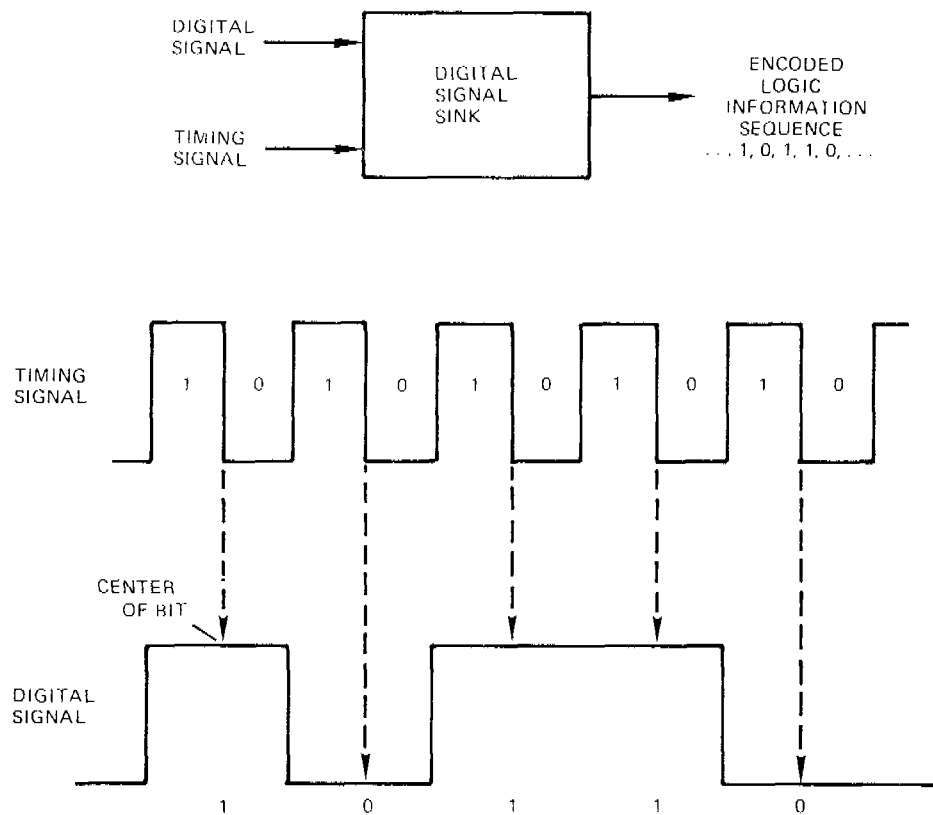 DIGITAL
SIGNAL
TIMING
SIGNAL
DIGITAL
SIGNAL
SINK
ENCODED
LOGIC
INFORMATION
SEQUENCE
. . . 1, 0, 1, 1, 0, . . .
TIMING
SIGNAL
1 0 1 0 1 0 1 0 1 0
CENTER
OF BIT
DIGITAL
SIGNAL
1 0 1 1 0